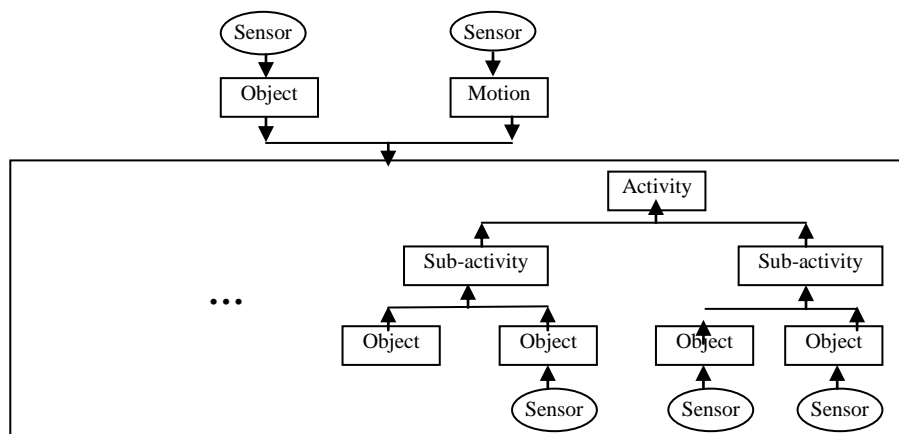 Sensor Sensor
Object Motion
Activity
Sub-activity Sub-activity
...
Object Object Object Object
Sensor Sensor Sensor